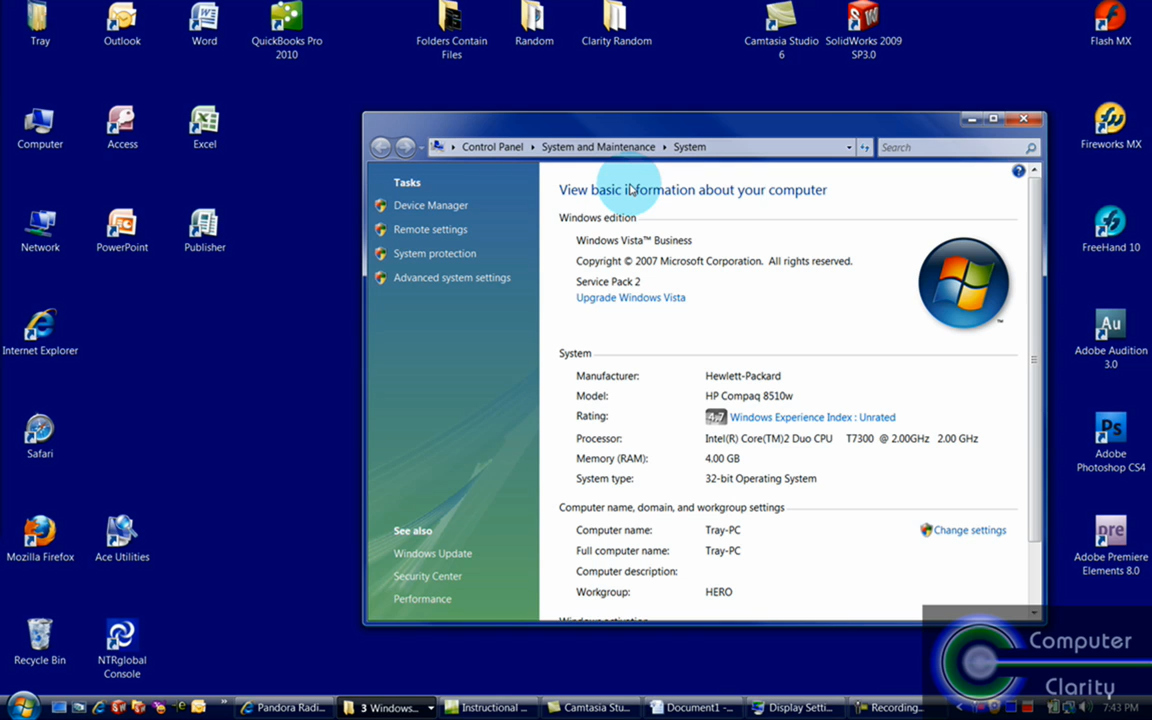 Tray
Outlook
Word
QuickBooks Pro
2010
Folders Contain
Files
Random
Clarity Random
Camtasia Studio
6
SolidWorks 2009
SP3.0
Flash MX
Computer
Access
Excel
Fireworks MX
Network
PowerPoint
Publisher
FreeHand 10
Internet Explorer
Adobe Audition
3.0
Safari
Adobe
Photoshop CS4
Mozilla Firefox
Ace Utilities
Adobe Premiere
Elements 8.0
Recycle Bin
NTRglobal
Console
Au
Ps
pre
Control Panel
System and Maintenance
System
Search
Tasks
Device Manager
Remote settings
System protection
Advanced system settings
See also
Windows Update
Security Center
Performance
View basic information about your computer
Windows edition
Windows Vista™ Business
Copyright © 2007 Microsoft Corporation. All rights reserved.
Service Pack 2
Upgrade Windows Vista
System
Manufacturer: Hewlett-Packard
Model: HP Compaq 8510w
Rating: 4.7 Windows Experience Index : Unrated
Processor: Intel(R) Core(TM)2 Duo CPU T7300 @ 2.00GHz 2.00 GHz
Memory (RAM): 4.00 GB
System type: 32-bit Operating System
Computer name, domain, and workgroup settings
Computer name: Tray-PC
Change settings
Full computer name: Tray-PC
Computer description:
Workgroup: HERO
Windows activation
Computer
Clarity
Pandora Radi...
3 Windows...
Instructional ...
Camtasia Stu...
Document1 -...
Display Setti...
Recording...
7:43 PM